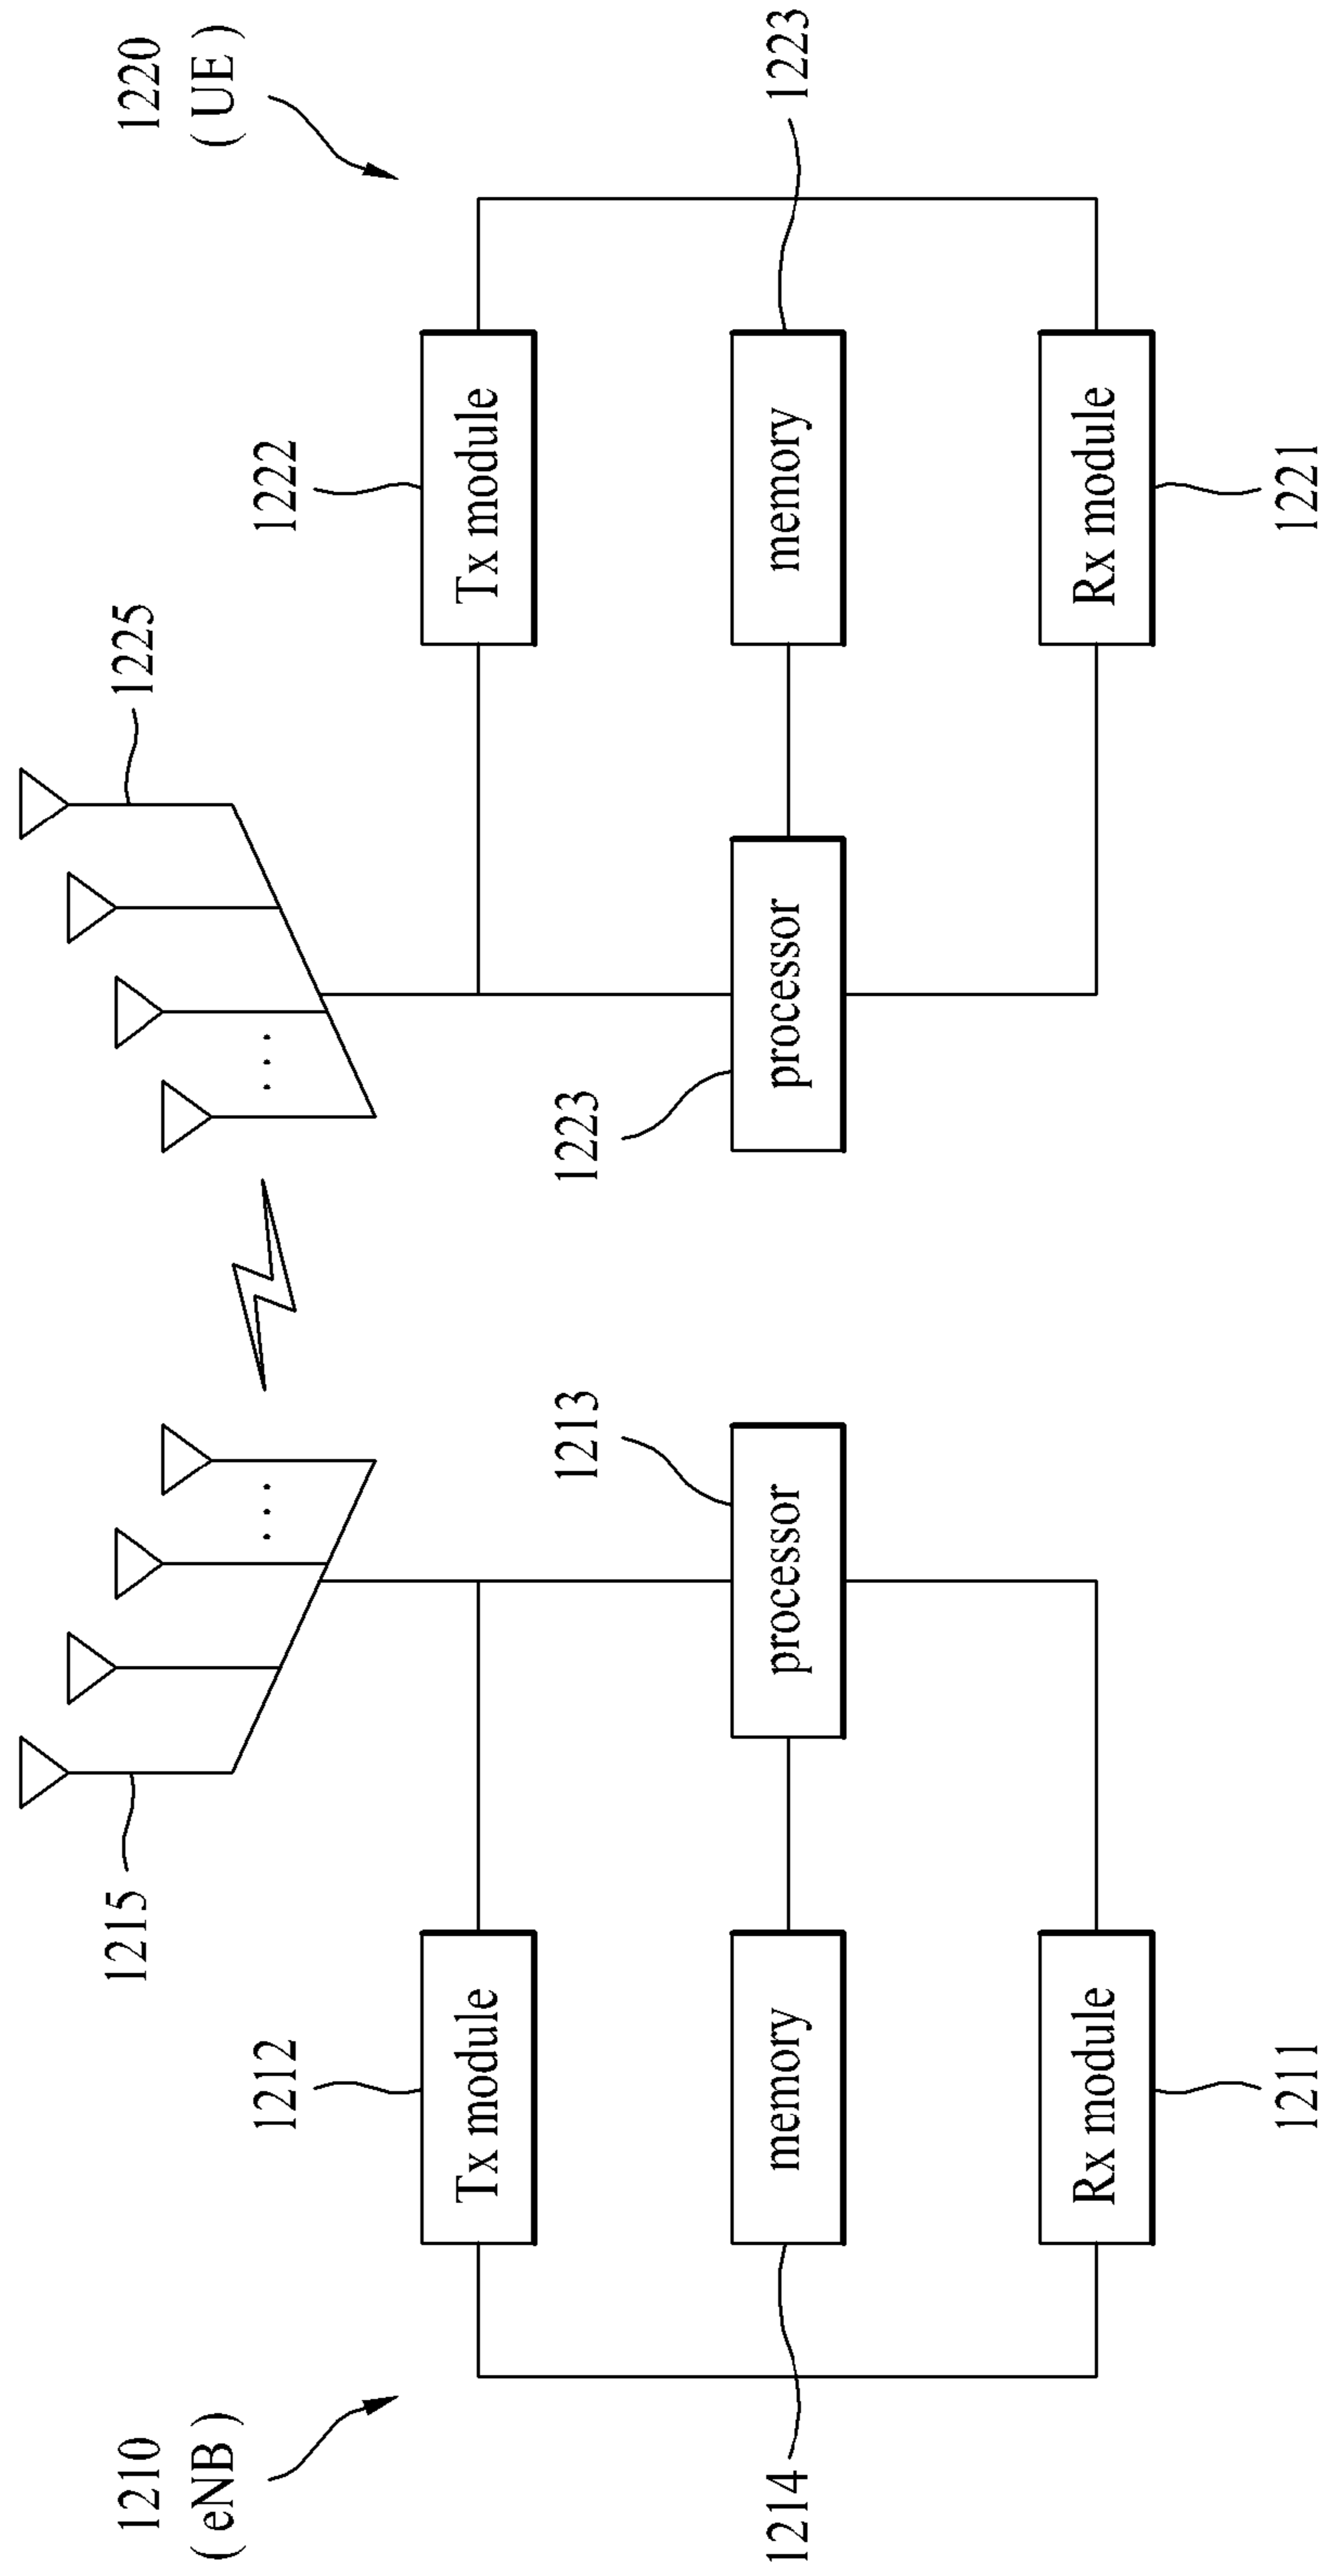 1210
( eNB )
1215
1225
1220
( UE )
1212
Tx module
1222
Tx module
1213
1223
memory
processor
processor
memory
1214
1223
Rx module
1211
Rx module
1221
. . .
. . .